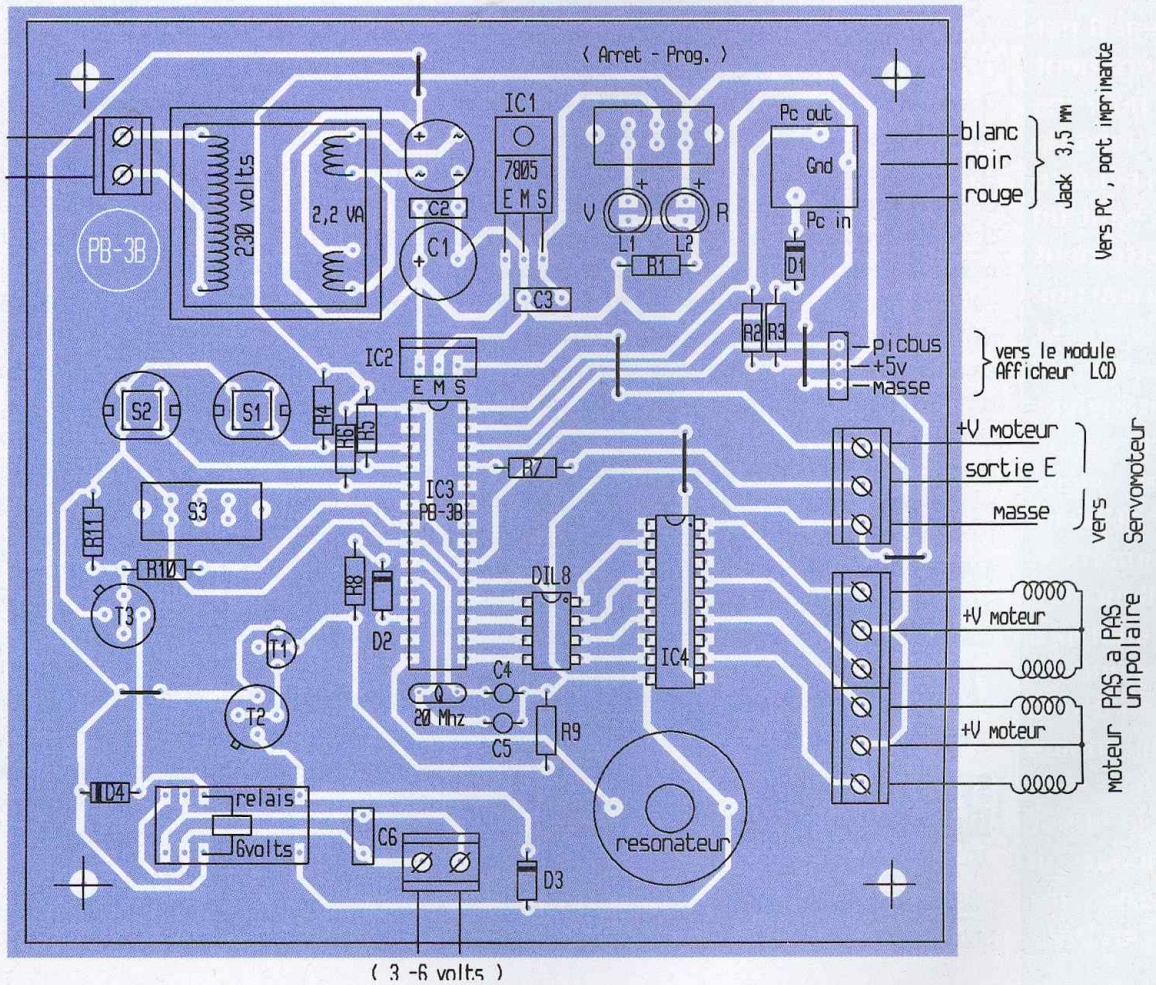 ( Arret - Prog. )
IC1
7805
E M S
Pc out
Gnd
Pc in
blanc
noir
rouge
Jack 3,5 mm
Vers PC , port imprimante
230 volts
2,2 VA
PB-3B
+
~
+
~
-
C2
C1
+
V
+
L1
R
+
L2
R1
D1
C3
R2
R3
picbus
+5v
masse
vers le module
Afficheur LCD
IC2
E M S
S2
S1
R4
R6
R5
IC3
PB-3B
R7
+V moteur
sortie E
masse
vers
Servomoteur
S3
R11
R10
T3
R8
D2
DIL8
IC4
+V moteur
+V moteur
moteur PAS a PAS
unipolaire
T1
T2
Q
20 Mhz
C4
C5
R9
resonateur
D4
relais
6volts
C6
D3
( 3 -6 volts )